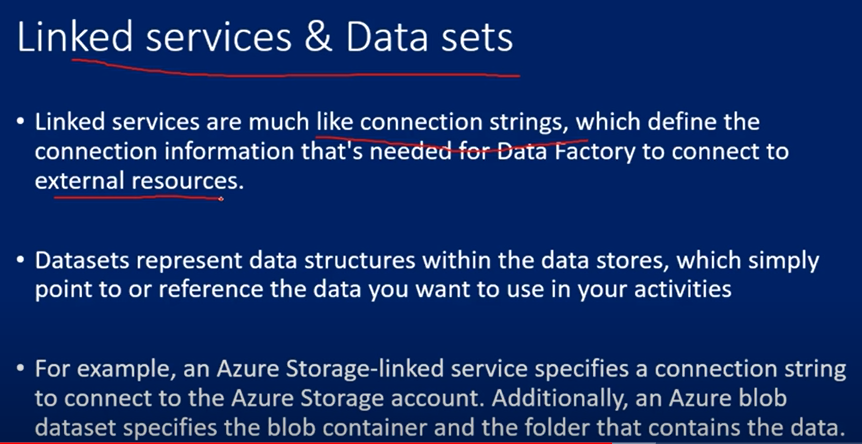 Linked services & Data sets
• Linked services are much like connection strings, which define the
connection information that's needed for Data Factory to connect to
external resources.
• Datasets represent data structures within the data stores, which simply
point to or reference the data you want to use in your activities
• For example, an Azure Storage-linked service specifies a connection string
to connect to the Azure Storage account. Additionally, an Azure blob
dataset specifies the blob container and the folder that contains the data.